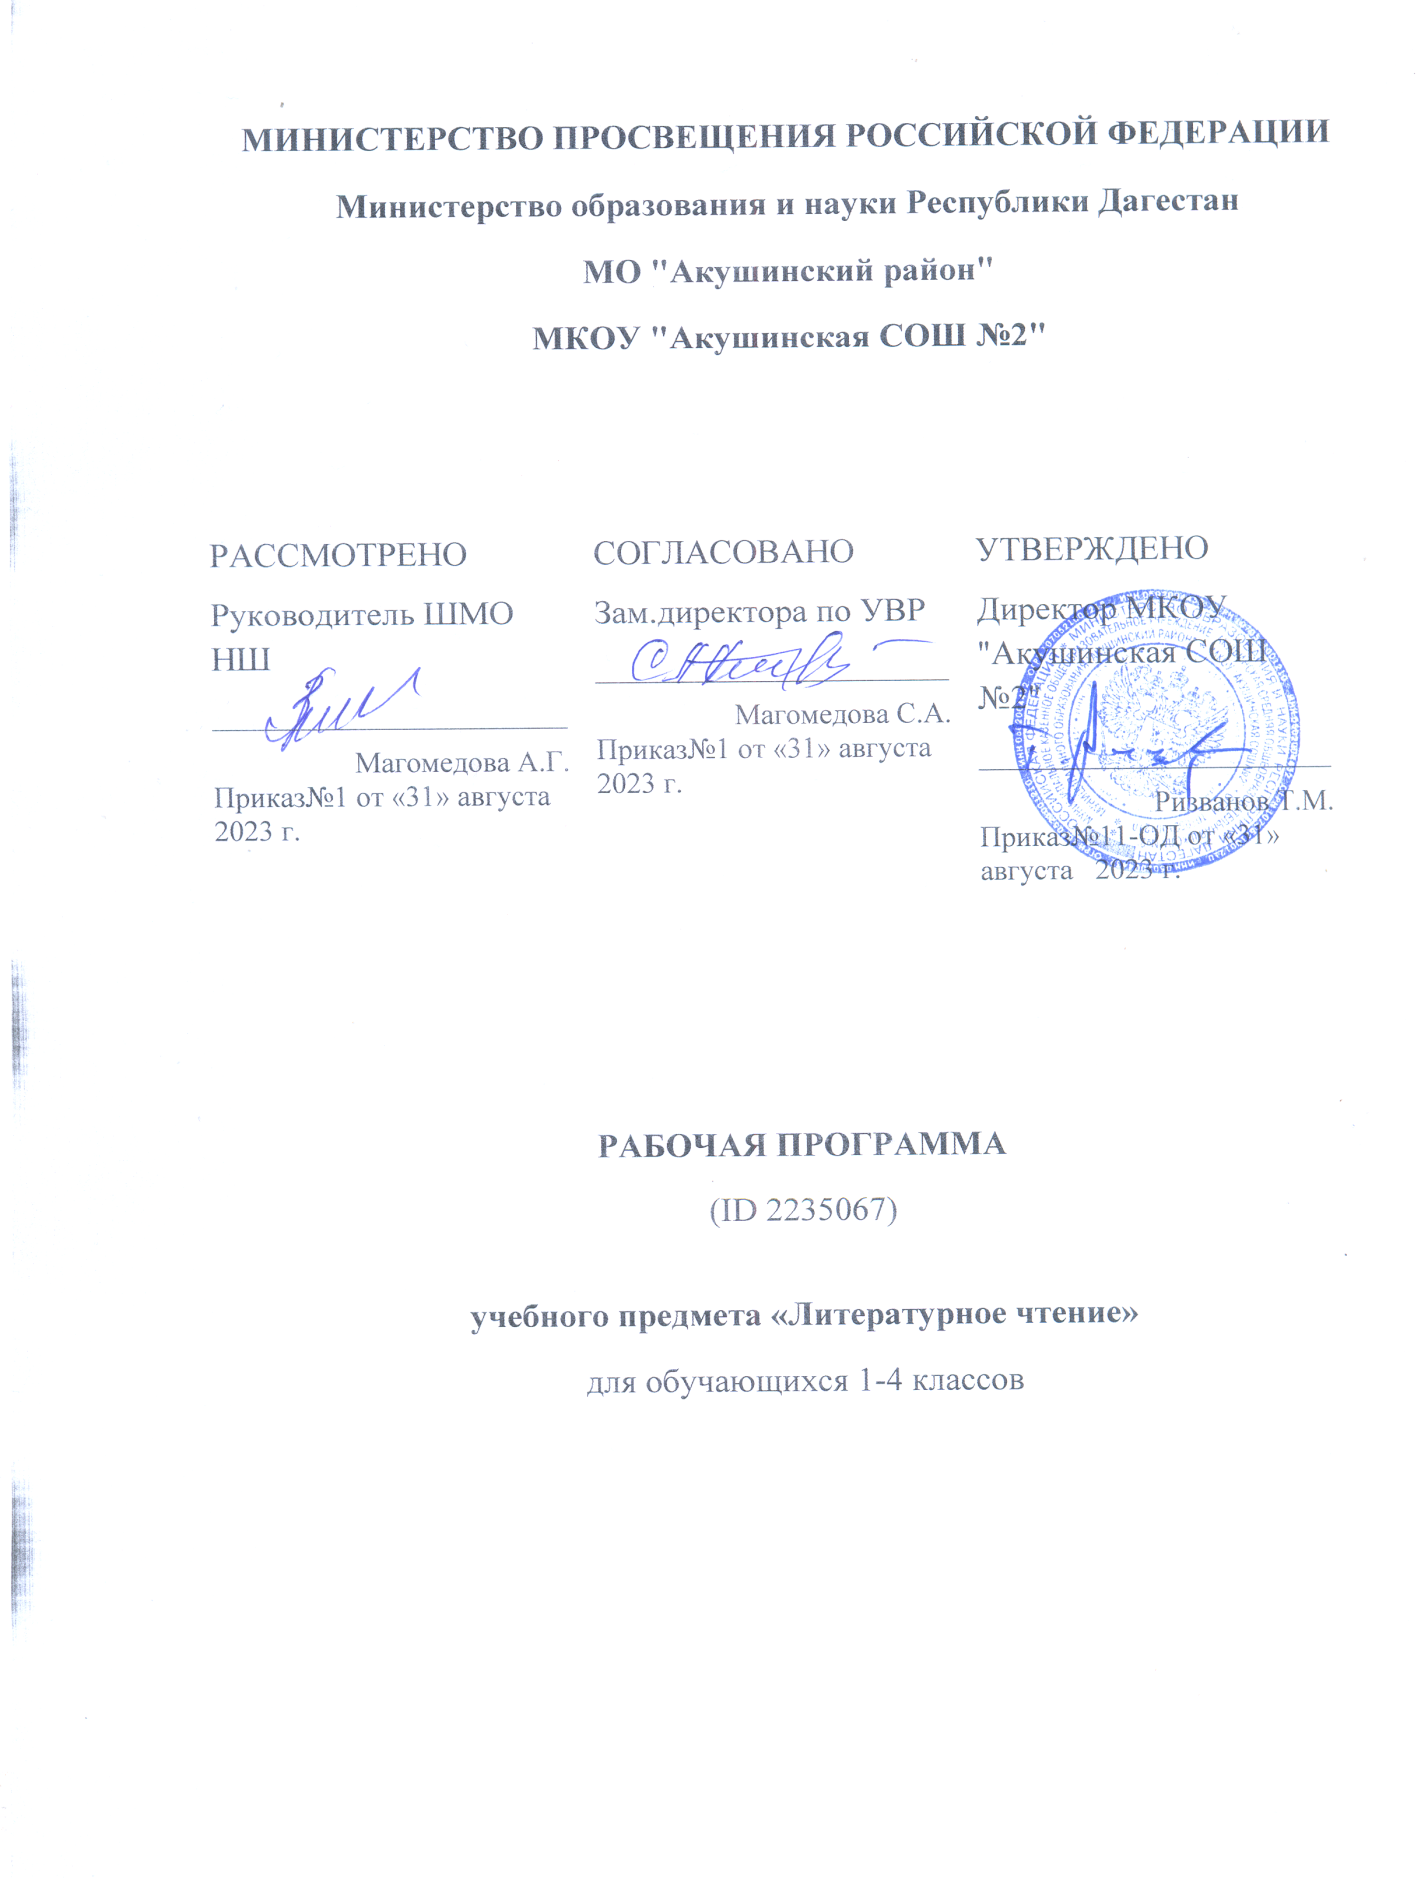 МИНИСТЕРСТВО ПРОСВЕЩЕНИЯ РОССИЙСКОЙ ФЕДЕРАЦИИ
Министерство образования и науки Республики Дагестан
МО "Акушинский район"
МКОУ "Акушинская СОШ №2"
РАССМОТРЕНО
Руководитель ШМО
НШ
Магомедова А.Г.
Приказ№1 от «31» августа
2023 г.
СОГЛАСОВАНО
Зам.директора по УВР
Магомедова С.А.
Приказ№1 от «31» августа
2023 г.
УТВЕРЖДЕНО
Директор МКОУ
"Акушинская СОШ
№2"
Ризванов Т.М.
Приказ№11-ОД от «31»
августа 2023 г.
РАБОЧАЯ ПРОГРАММА
(ID 2235067)
учебного предмета «Литературное чтение»
для обучающихся 1-4 классов